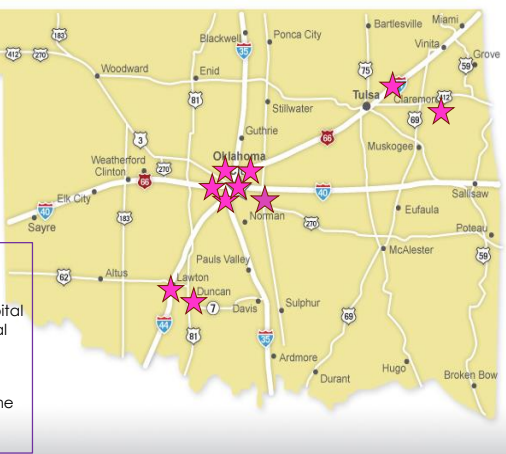 Bartlesville
Miami
183
Blackwell
35
Ponca City
Vinita
412
270
Grove
59
Woodward
Enid
75
81
Tulsa
Claremore
412
Stillwater
69
3
Guthrie
66
Muskogee
Oklahoma
Weatherford
270
Clinton
66
40
Elk City
40
Sallisaw
183
Norman
270
Eufaula
Sayre
Poteau
McAlester
59
Pauls Valley
62
Altus
Lawton
Duncan
7
Davis
Sulphur
44
81
35
69
Ardmore
Durant
Hugo
Broken Bow